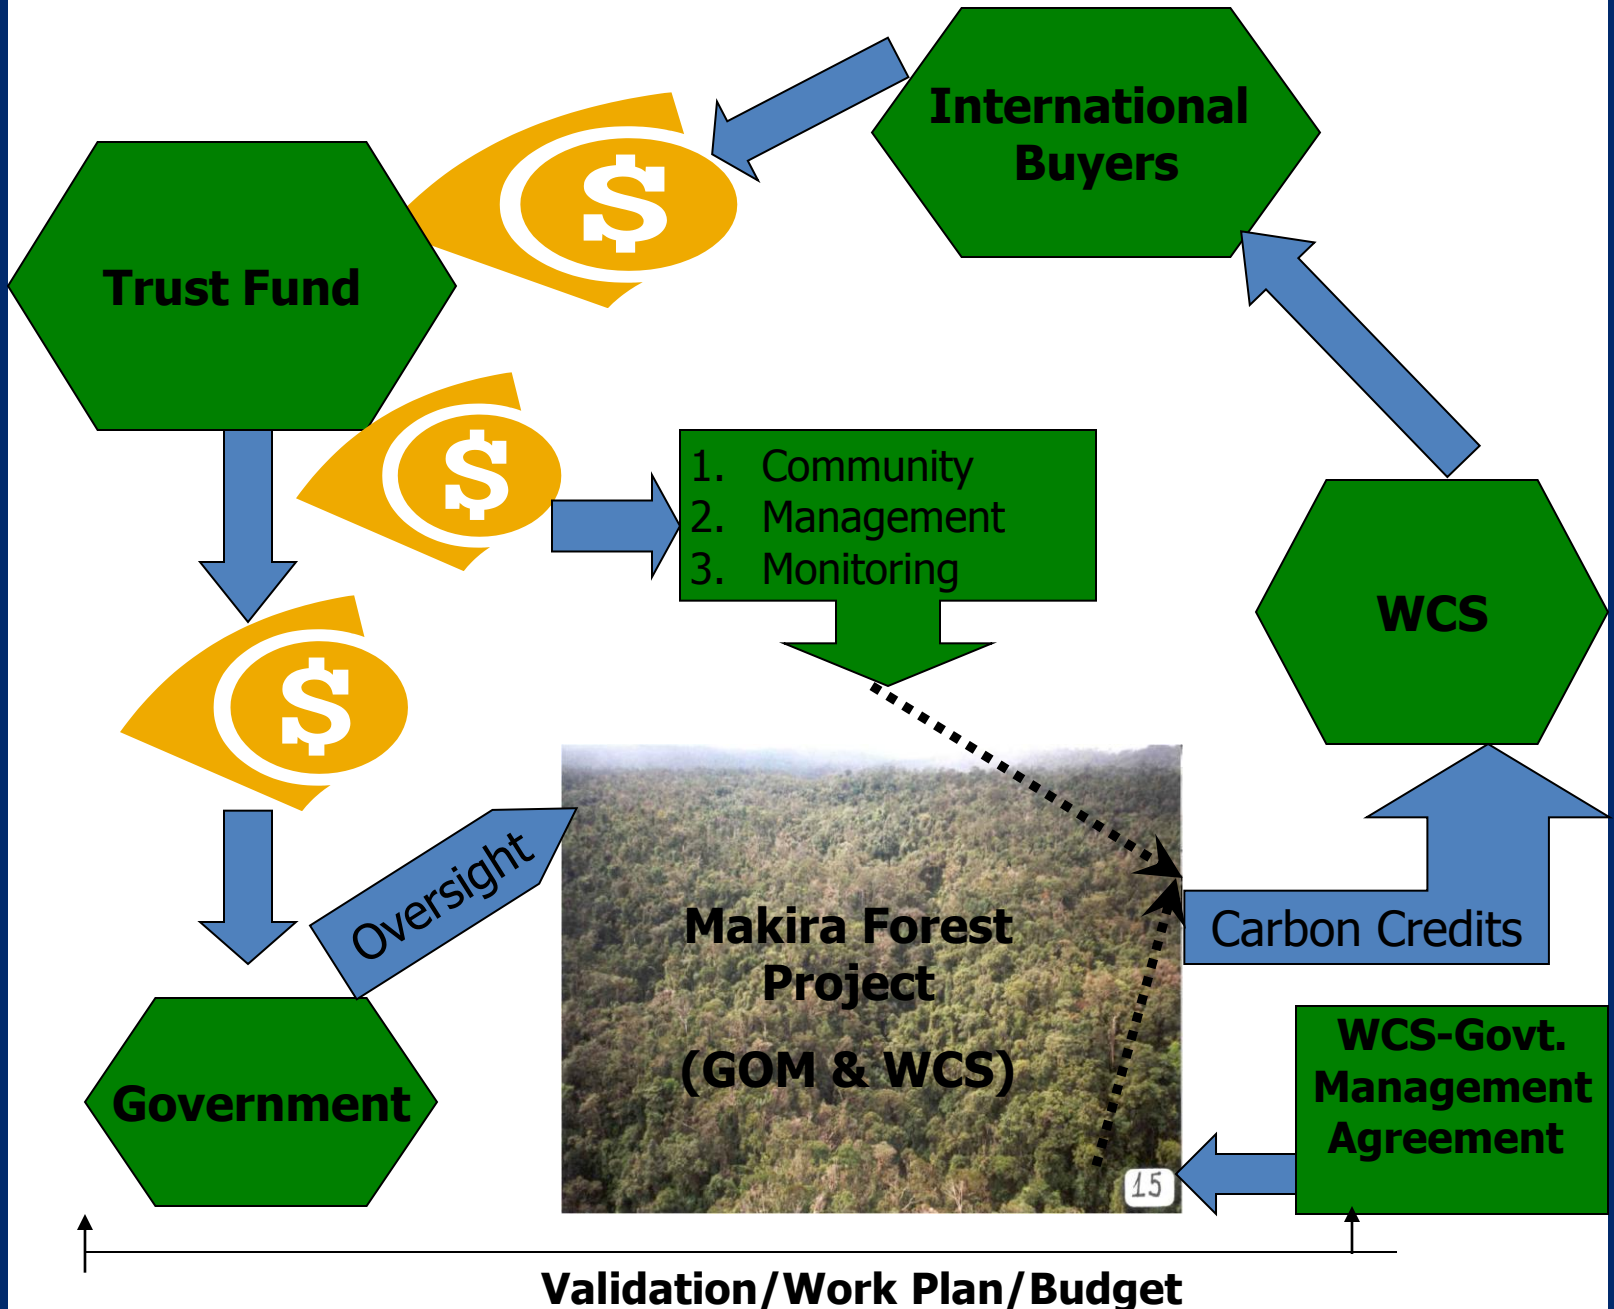 International
Buyers
$
Trust Fund
$
1. Community
2. Management
3. Monitoring
WCS
$
Oversight
Makira Forest
Project
(GOM & WCS)
Carbon Credits
WCS-Govt.
Management
Agreement
Government
15
Validation/Work Plan/Budget